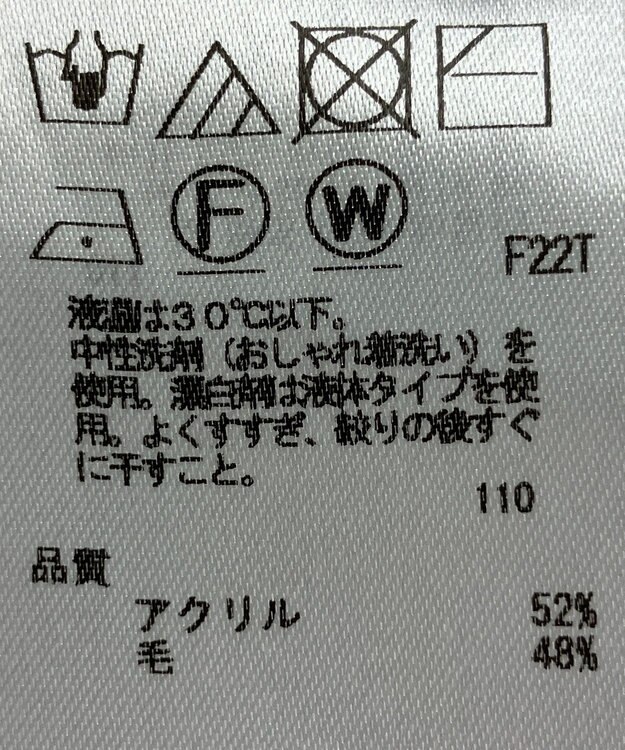 F
W
F22T
液温は30℃以下。
中性洗剤(おしゃれ着洗い)を
使用。漂白剤は液体タイプを使
用。よくすすぎ、絞りの後すぐ
に干すこと。
110
品質
アクリル 52%
毛 48%